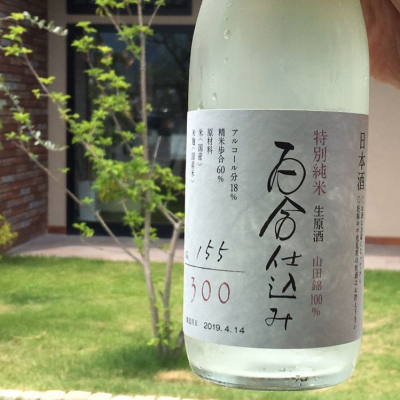 日本酒
特別純米 生原酒 山田錦100%
百舎仕込み
アルコール分18%
精米歩合60%
原材料
米(国産)
米麹(国産米)
155
300
2019.4.14